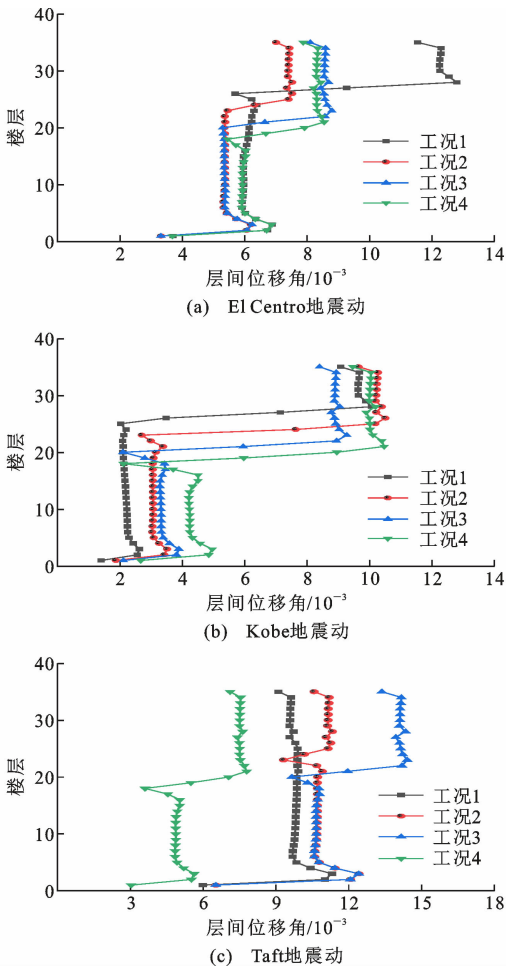 40
30
20
10
0
楼层
工况1
工况2
工况3
工况4
2 4 6 8 10 12
层间位移角/10⁻³
(a) El Centro地震动
40
30
20
10
0
楼层
工况1
工况2
工况3
工况4
2 4 6 8 10 12 14
层间位移角/10⁻³
(b) Kobe地震动
40
30
20
10
0
楼层
工况1
工况2
工况3
工况4
3 6 9 12 15 18
层间位移角/10⁻³
(c) Taft地震动